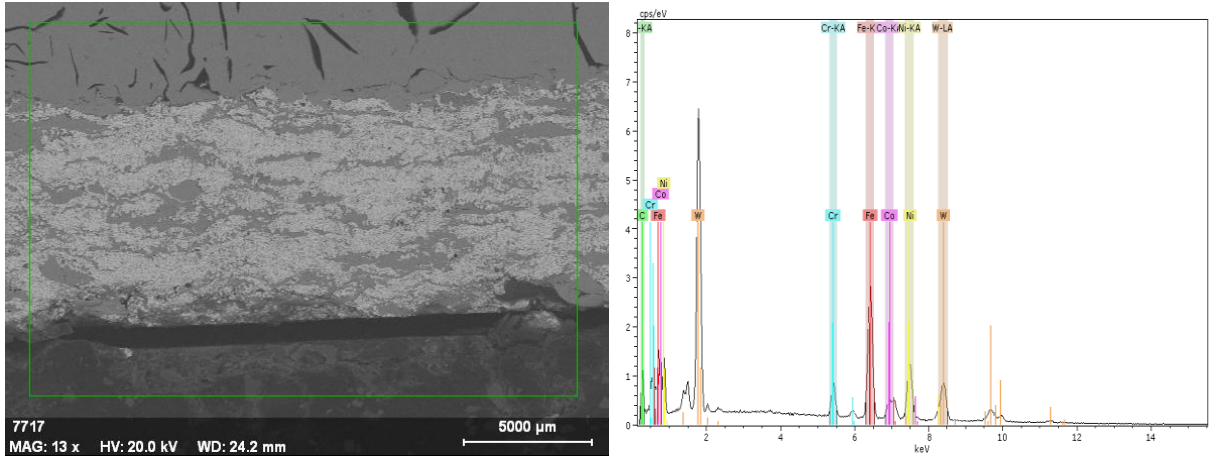 7717
MAG: 13 x HV: 20.0 kV WD: 24.2 mm
5000 µm
cps/eV
8
7
6
5
4
3
2
1
0
-KA
Cr-KA
Fe-K
Co-K
Ni-KA
W-LA
Ni
Co
Cr
C
Fe
W
Cr
Fe
Co
Ni
W
2
4
6
8
10
12
14
keV